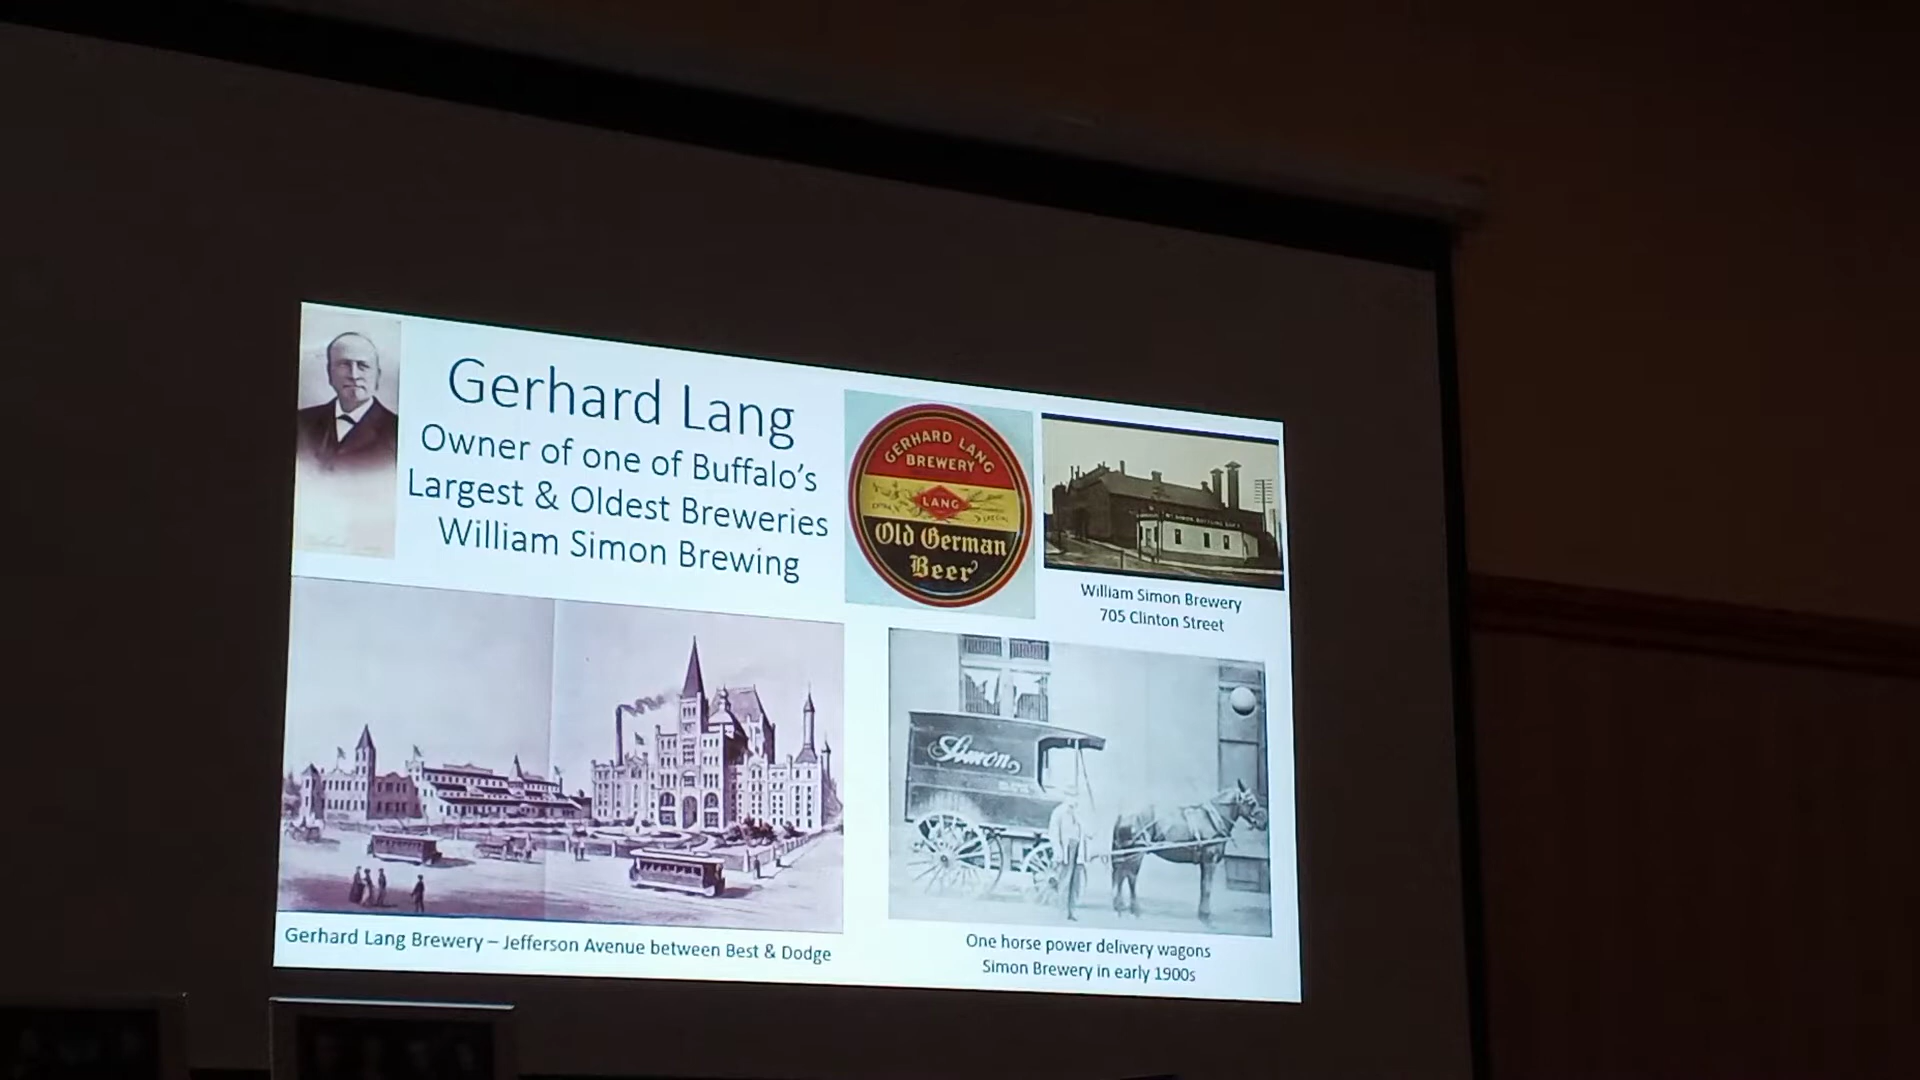 Gerhard Lang
Owner of one of Buffalo's
Largest & Oldest Breweries
William Simon Brewing
GERHARD LANG
BREWERY
LANG
Old German
Beer
William Simon Brewery
705 Clinton Street
Simon
Gerhard Lang Brewery – Jefferson Avenue between Best & Dodge
One horse power delivery wagons
Simon Brewery in early 1900s